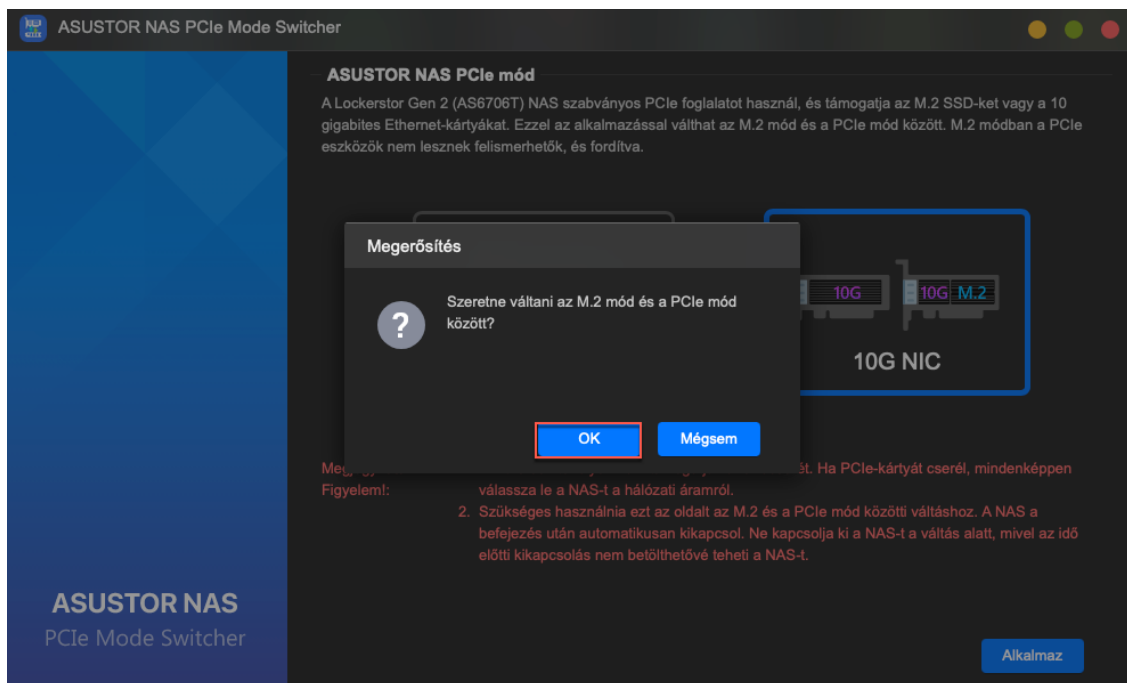 ASUSTOR NAS PCIe Mode Switcher
ASUSTOR NAS PCIe mód
A Lockerstor Gen 2 (AS6706T) NAS szabványos PCIe foglalatot használ, és támogatja az M.2 SSD-ket vagy a 10
gigabites Ethernet-kártyákat. Ezzel az alkalmazással válthat az M.2 mód és a PCIe mód között. M.2 módban a PCIe
eszközök nem lesznek felismerhetők, és fordítva.
Megerősítés
Szeretne váltani az M.2 mód és a PCIe mód
között?
?
OK
Mégsem
10G
10G M.2
10G NIC
Ha PCIe-kártyát cserél, mindenképpen
Figyelem!: válassza le a NAS-t a hálózati áramról.
2. Szükséges használnia ezt az oldalt az M.2 és a PCIe mód közötti váltáshoz. A NAS a
befejezés után automatikusan kikapcsol. Ne kapcsolja ki a NAS-t a váltás alatt, mivel az idő
előtti kikapcsolás nem betölthetővé teheti a NAS-t.
ASUSTOR NAS
PCIe Mode Switcher
Alkalmaz